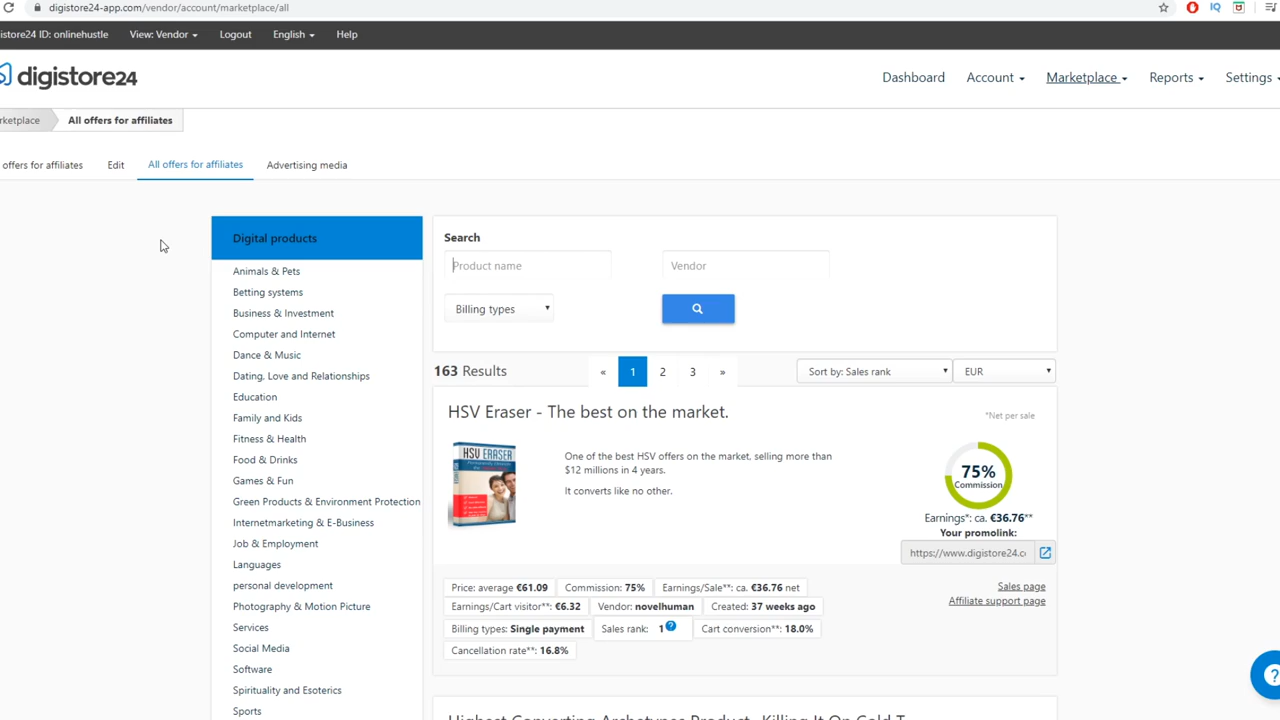 digistore24-app.com/vendor/account/marketplace/all
istore24 ID: onlinehustle View: Vendor Logout English Help
digistore24 Dashboard Account Marketplace Reports Settings
rketplace All offers for affiliates
offers for affiliates Edit All offers for affiliates Advertising media
Digital products
Animals & Pets
Betting systems
Business & Investment
Computer and Internet
Dance & Music
Dating, Love and Relationships
Education
Family and Kids
Fitness & Health
Food & Drinks
Games & Fun
Green Products & Environment Protection
Internetmarketing & E-Business
Job & Employment
Languages
personal development
Photography & Motion Picture
Services
Social Media
Software
Spirituality and Esoterics
Sports
Search
Product name Vendor
Billing types
163 Results « 1 2 3 » Sort by: Sales rank EUR
HSV Eraser - The best on the market.
*Net per sale
HSV ERASER
One of the best HSV offers on the market, selling more than
$12 millions in 4 years.
It converts like no other.
75%
Commission
Earnings*: ca. €36.76**
Your promolink:
https://www.digistore24.c
Price: average €61.09 Commission: 75% Earnings/Sale**: ca. €36.76 net
Earnings/Cart visitor**: €6.32 Vendor: novelhuman Created: 37 weeks ago
Billing types: Single payment Sales rank: 1 ? Cart conversion**: 18.0%
Cancellation rate**: 16.8%
Sales page
Affiliate support page
Highest Converting Archetypes Product - Killing It On Cold T
?